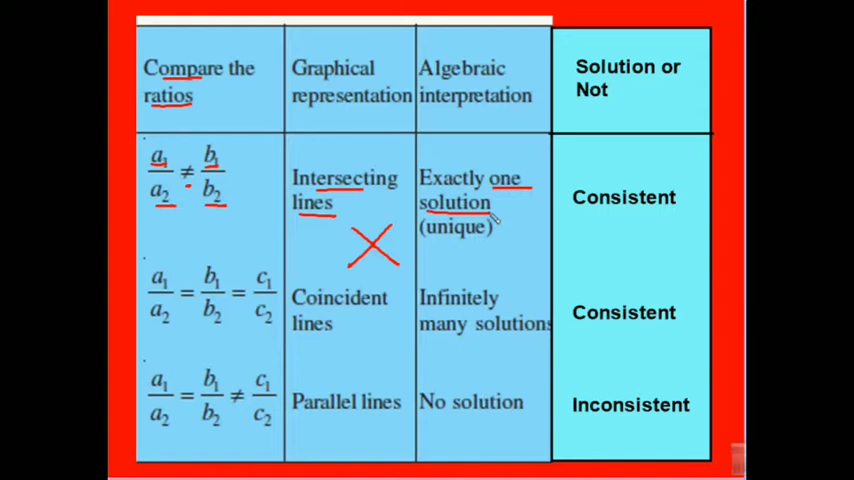 Compare the ratios
Graphical representation
Algebraic interpretation
Solution or Not
a₁/a₂ ≠ b₁/b₂
Intersecting lines
Exactly one solution (unique)
Consistent
a₁/a₂ = b₁/b₂ = c₁/c₂
Coincident lines
Infinitely many solutions
Consistent
a₁/a₂ = b₁/b₂ ≠ c₁/c₂
Parallel lines
No solution
Inconsistent